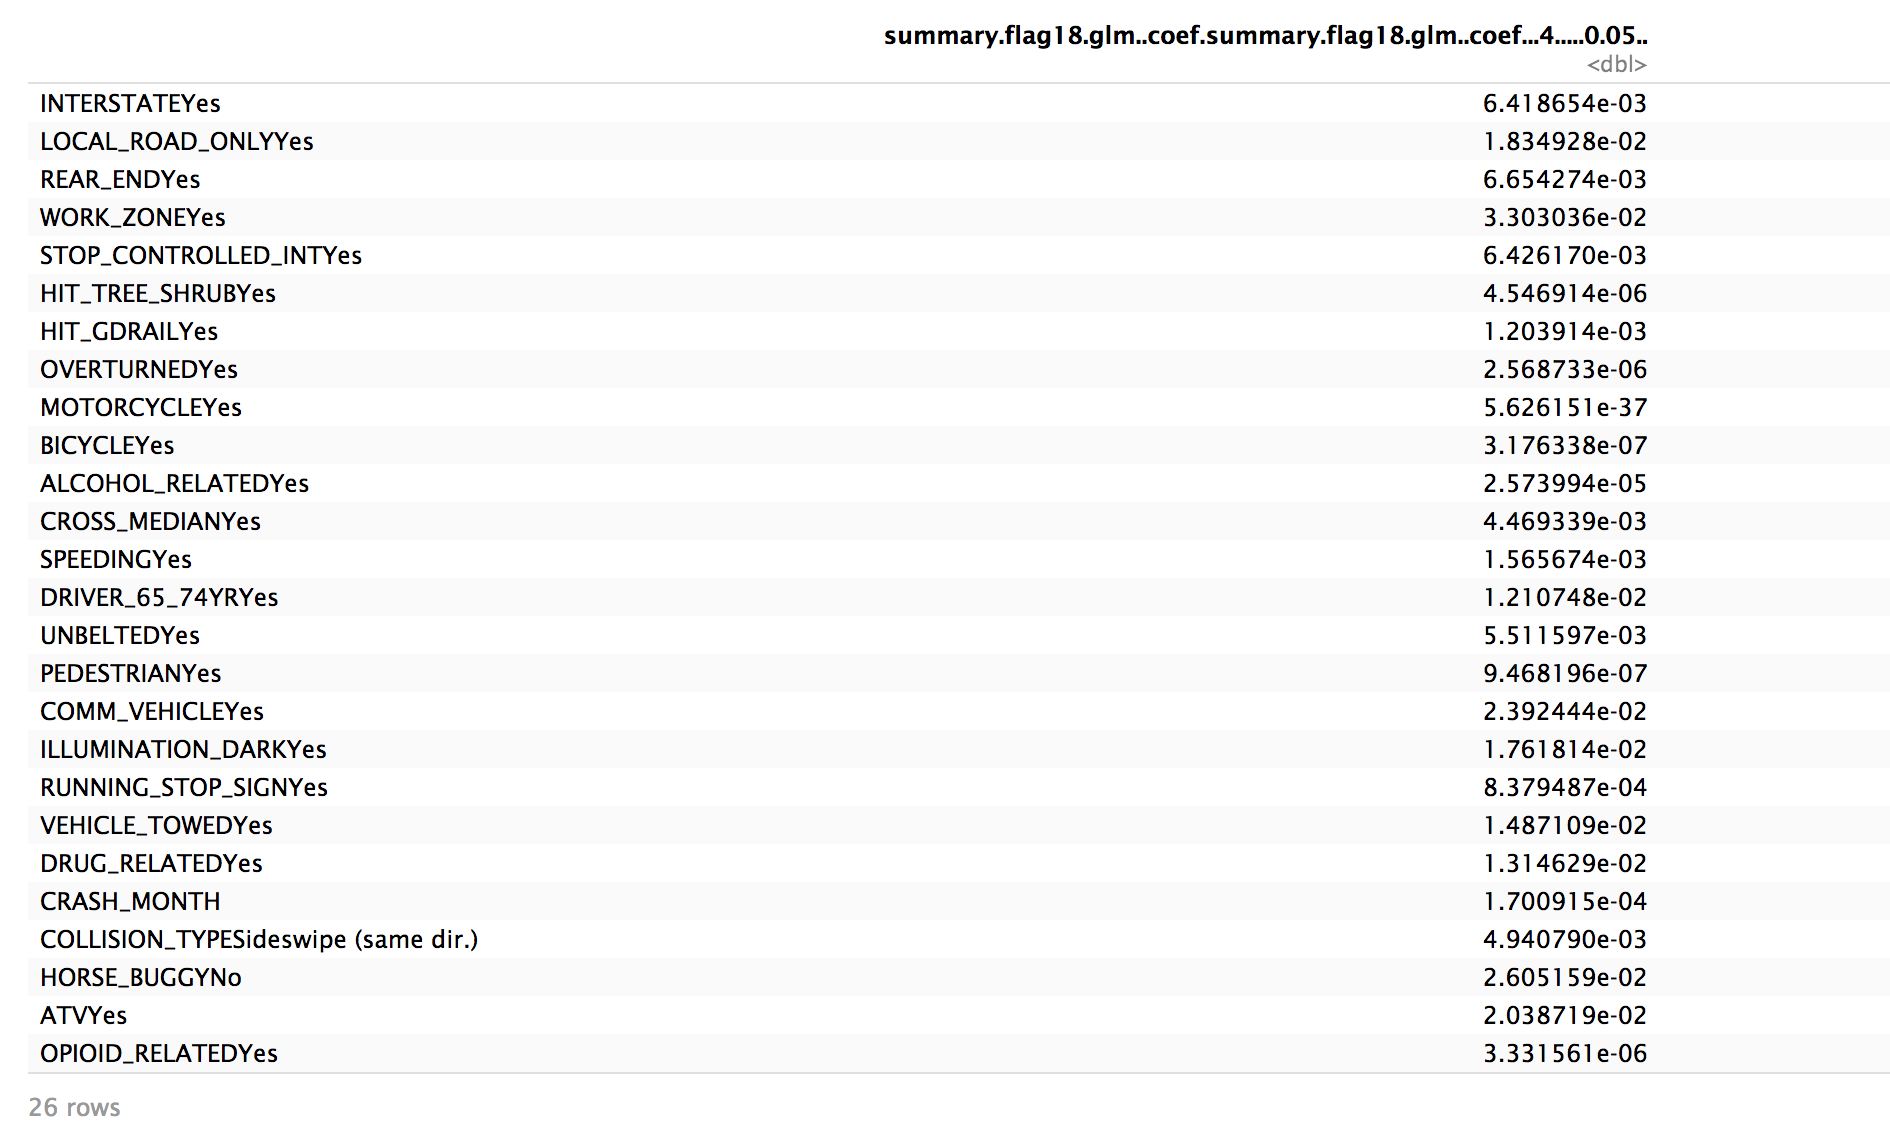 summary.flag18.glm..coef.summary.flag18.glm..coef...4.....0.05..
<dbl>
INTERSTATEYes 6.418654e-03
LOCAL_ROAD_ONLYYes 1.834928e-02
REAR_ENDYes 6.654274e-03
WORK_ZONEYes 3.303036e-02
STOP_CONTROLLED_INTYes 6.426170e-03
HIT_TREE_SHRUBYes 4.546914e-06
HIT_GDRAILYes 1.203914e-03
OVERTURNEDYes 2.568733e-06
MOTORCYCLEYes 5.626151e-37
BICYCLEYes 3.176338e-07
ALCOHOL_RELATEDYes 2.573994e-05
CROSS_MEDIANYes 4.469339e-03
SPEEDINGYes 1.565674e-03
DRIVER_65_74YRYes 1.210748e-02
UNBELTEDYes 5.511597e-03
PEDESTRIANYes 9.468196e-07
COMM_VEHICLEYes 2.392444e-02
ILLUMINATION_DARKYes 1.761814e-02
RUNNING_STOP_SIGNYes 8.379487e-04
VEHICLE_TOWEDYes 1.487109e-02
DRUG_RELATEDYes 1.314629e-02
CRASH_MONTH 1.700915e-04
COLLISION_TYPESideswipe (same dir.) 4.940790e-03
HORSE_BUGGYNo 2.605159e-02
ATVYes 2.038719e-02
OPIOID_RELATEDYes 3.331561e-06
26 rows